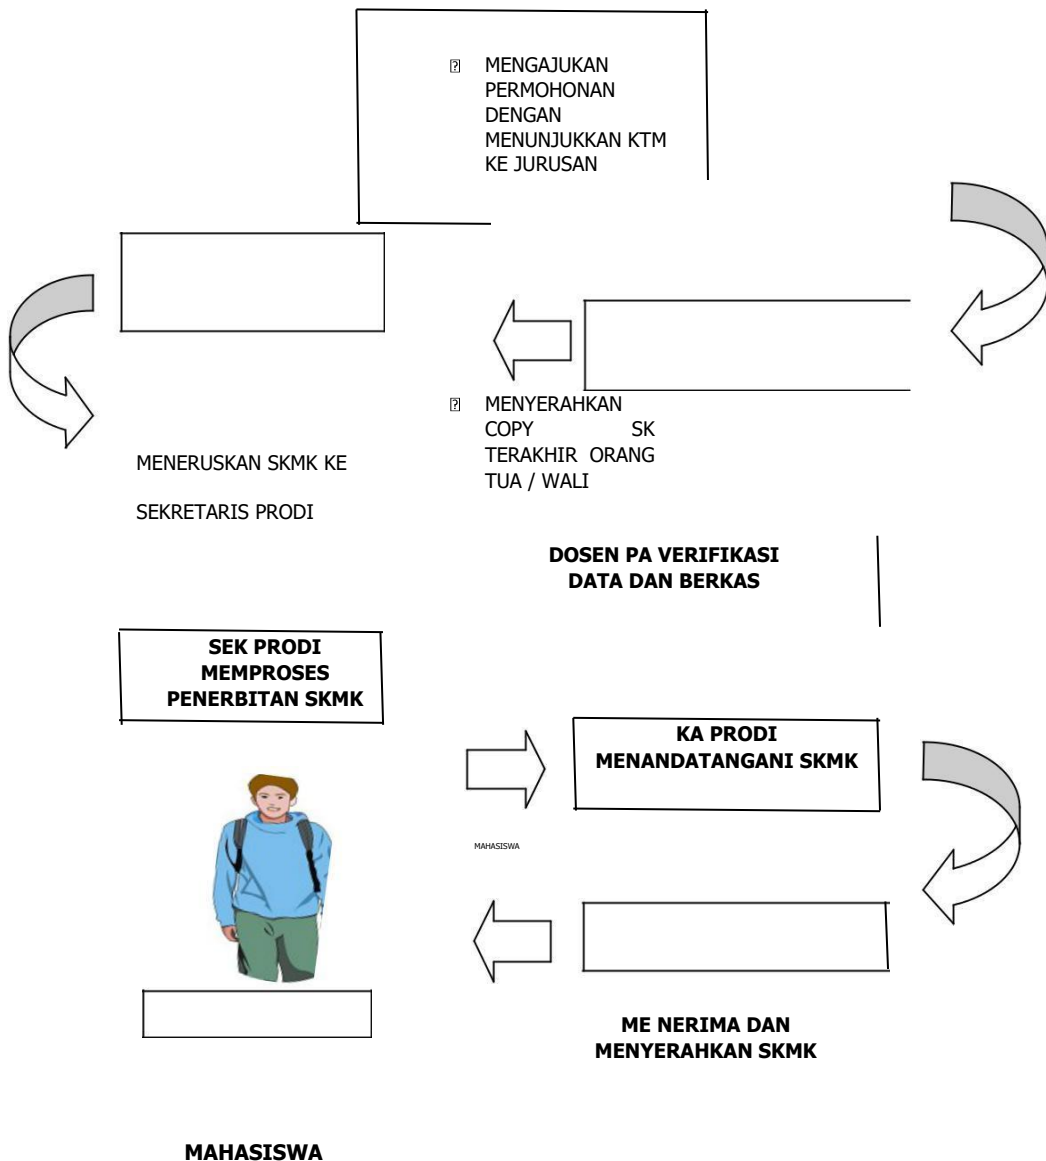 MENGAJUKAN
PERMOHONAN
DENGAN
MENUNJUKKAN KTM
KE JURUSAN
MENYERAHKAN
COPY SK
TERAKHIR ORANG
TUA / WALI
MENERUSKAN SKMK KE
SEKRETARIS PRODI
DOSEN PA VERIFIKASI
DATA DAN BERKAS
SEK PRODI
MEMPROSES
PENERBITAN SKMK
KA PRODI
MENANDATANGANI SKMK
MAHASISWA
ME NERIMA DAN
MENYERAHKAN SKMK
MAHASISWA